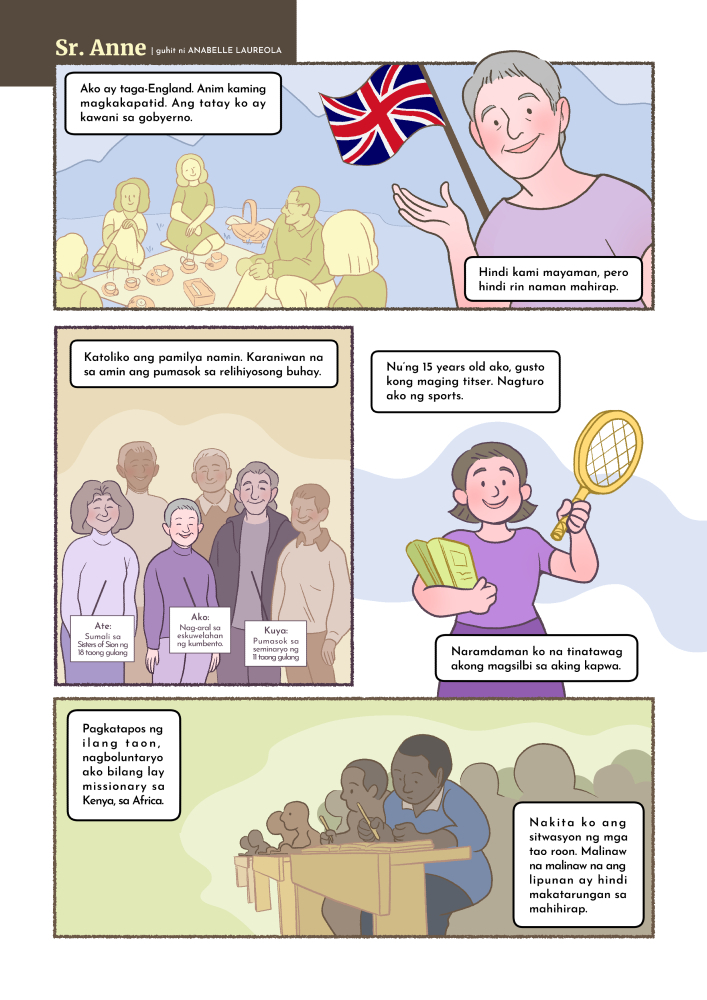 Sr. Anne | guhit ni ANABELLE LAUREOLA
Ako ay taga-England. Anim kaming
magkakapatid. Ang tatay ko ay
kawani sa gobyerno.
Hindi kami mayaman, pero
hindi rin naman mahirap.
Katoliko ang pamilya namin. Karaniwan na
sa amin ang pumasok sa relihiyosong buhay.
Ate:
Sumali sa
Sisters of Sion ng
18 taong gulang
Ako:
Nag-aral sa
eskuwelahan
ng kumbento.
Kuya:
Pumasok sa
seminaryo ng
11 taong gulang
Nu'ng 15 years old ako, gusto
kong maging titser. Nagturo
ako ng sports.
Naramdaman ko na tinatawag
akong magsilbi sa aking kapwa.
Pagkatapos ng
ilang taon,
nagboluntaryo
ako bilang lay
missionary sa
Kenya, sa Africa.
Nakita ko ang
sitwasyon ng mga
tao roon. Malinaw
na malinaw na ang
lipunan ay hindi
makatarungan sa
mahihirap.